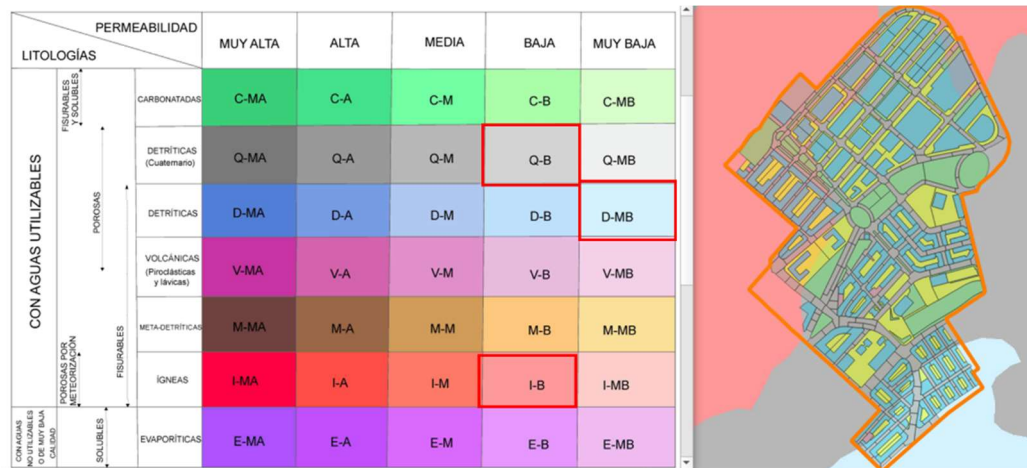 PERMEABILIDAD
LITOLOGÍAS
MUY ALTA
ALTA
MEDIA
BAJA
MUY BAJA
CON AGUAS UTILIZABLES
FISURABLES
Y SOLUBLES
CARBONATADAS
C-MA
C-A
C-M
C-B
C-MB
POROSAS
DETRÍTICAS
(Cuaternario)
Q-MA
Q-A
Q-M
Q-B
Q-MB
DETRÍTICAS
D-MA
D-A
D-M
D-B
D-MB
FISURABLES
VOLCÁNICAS
(Piroclásticas
y lávicas)
V-MA
V-A
V-M
V-B
V-MB
META-DETRÍTICAS
M-MA
M-A
M-M
M-B
M-MB
POROSAS POR
METEORIZACIÓN
ÍGNEAS
I-MA
I-A
I-M
I-B
I-MB
CON AGUAS
NO UTILIZABLES
O DE MUY BAJA
CALIDAD
SOLUBLES
EVAPORÍTICAS
E-MA
E-A
E-M
E-B
E-MB